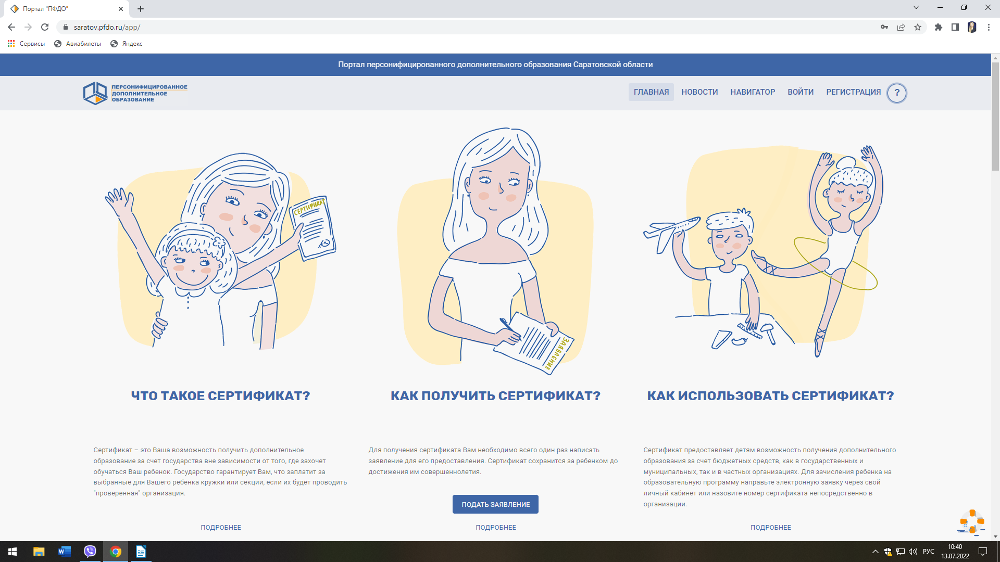 Портал "ПФДО"
saratov.pfdo.ru/app/
Сервисы
Авиабилеты
Яндекс
Портал персонифицированного дополнительного образования Саратовской области
ПЕРСОНИФИЦИРОВАННОЕ
ДОПОЛНИТЕЛЬНОЕ
ОБРАЗОВАНИЕ
ГЛАВНАЯ
НОВОСТИ
НАВИГАТОР
ВОЙТИ
РЕГИСТРАЦИЯ
?
СЕРТИФИКАТ
ЗАЯВЛЕНИЕ
ЧТО ТАКОЕ СЕРТИФИКАТ?
Сертификат – это Ваша возможность получить дополнительное
образование за счет государства вне зависимости от того, где захочет
обучаться Ваш ребенок. Государство гарантирует Вам, что заплатит за
выбранные для Вашего ребенка кружки или секции, если их будет проводить
"проверенная" организация.
ПОДРОБНЕЕ
КАК ПОЛУЧИТЬ СЕРТИФИКАТ?
Для получения сертификата Вам необходимо всего один раз написать
заявление для его предоставления. Сертификат сохранится за ребенком до
достижения им совершеннолетия.
ПОДАТЬ ЗАЯВЛЕНИЕ
ПОДРОБНЕЕ
КАК ИСПОЛЬЗОВАТЬ СЕРТИФИКАТ?
Сертификат предоставляет детям возможность получения дополнительного
образования за счет бюджетных средств, как в государственных и
муниципальных, так и в частных организациях. Для зачисления ребенка на
образовательную программу направьте электронную заявку через свой
личный кабинет или назовите номер сертификата непосредственно в
организации.
ПОДРОБНЕЕ
РУС
10:40
13.07.2022